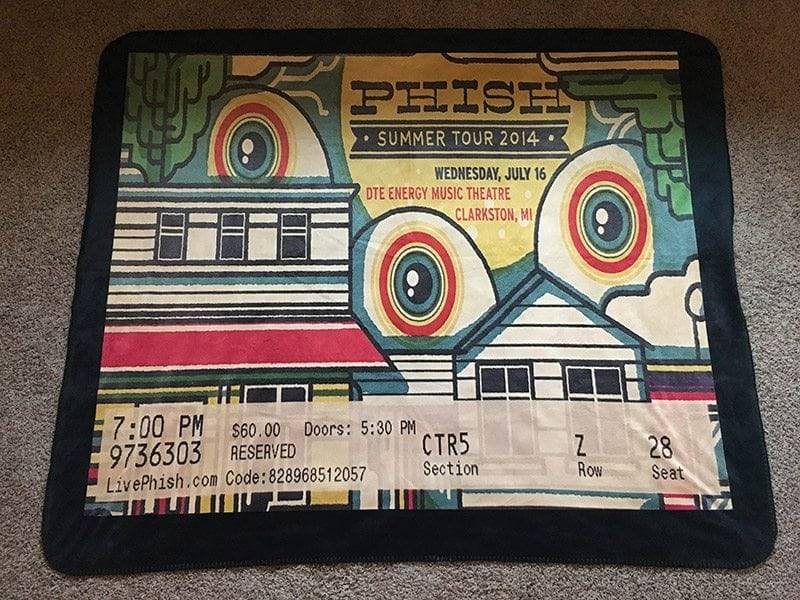 PHISH
• SUMMER TOUR 2014 •
WEDNESDAY, JULY 16
DTE ENERGY MUSIC THEATRE
CLARKSTON, MI
7:00 PM $60.00 Doors: 5:30 PM
9736303 RESERVED
LivePhish.com Code:828968512057
CTR5 Z 28
Section Row Seat